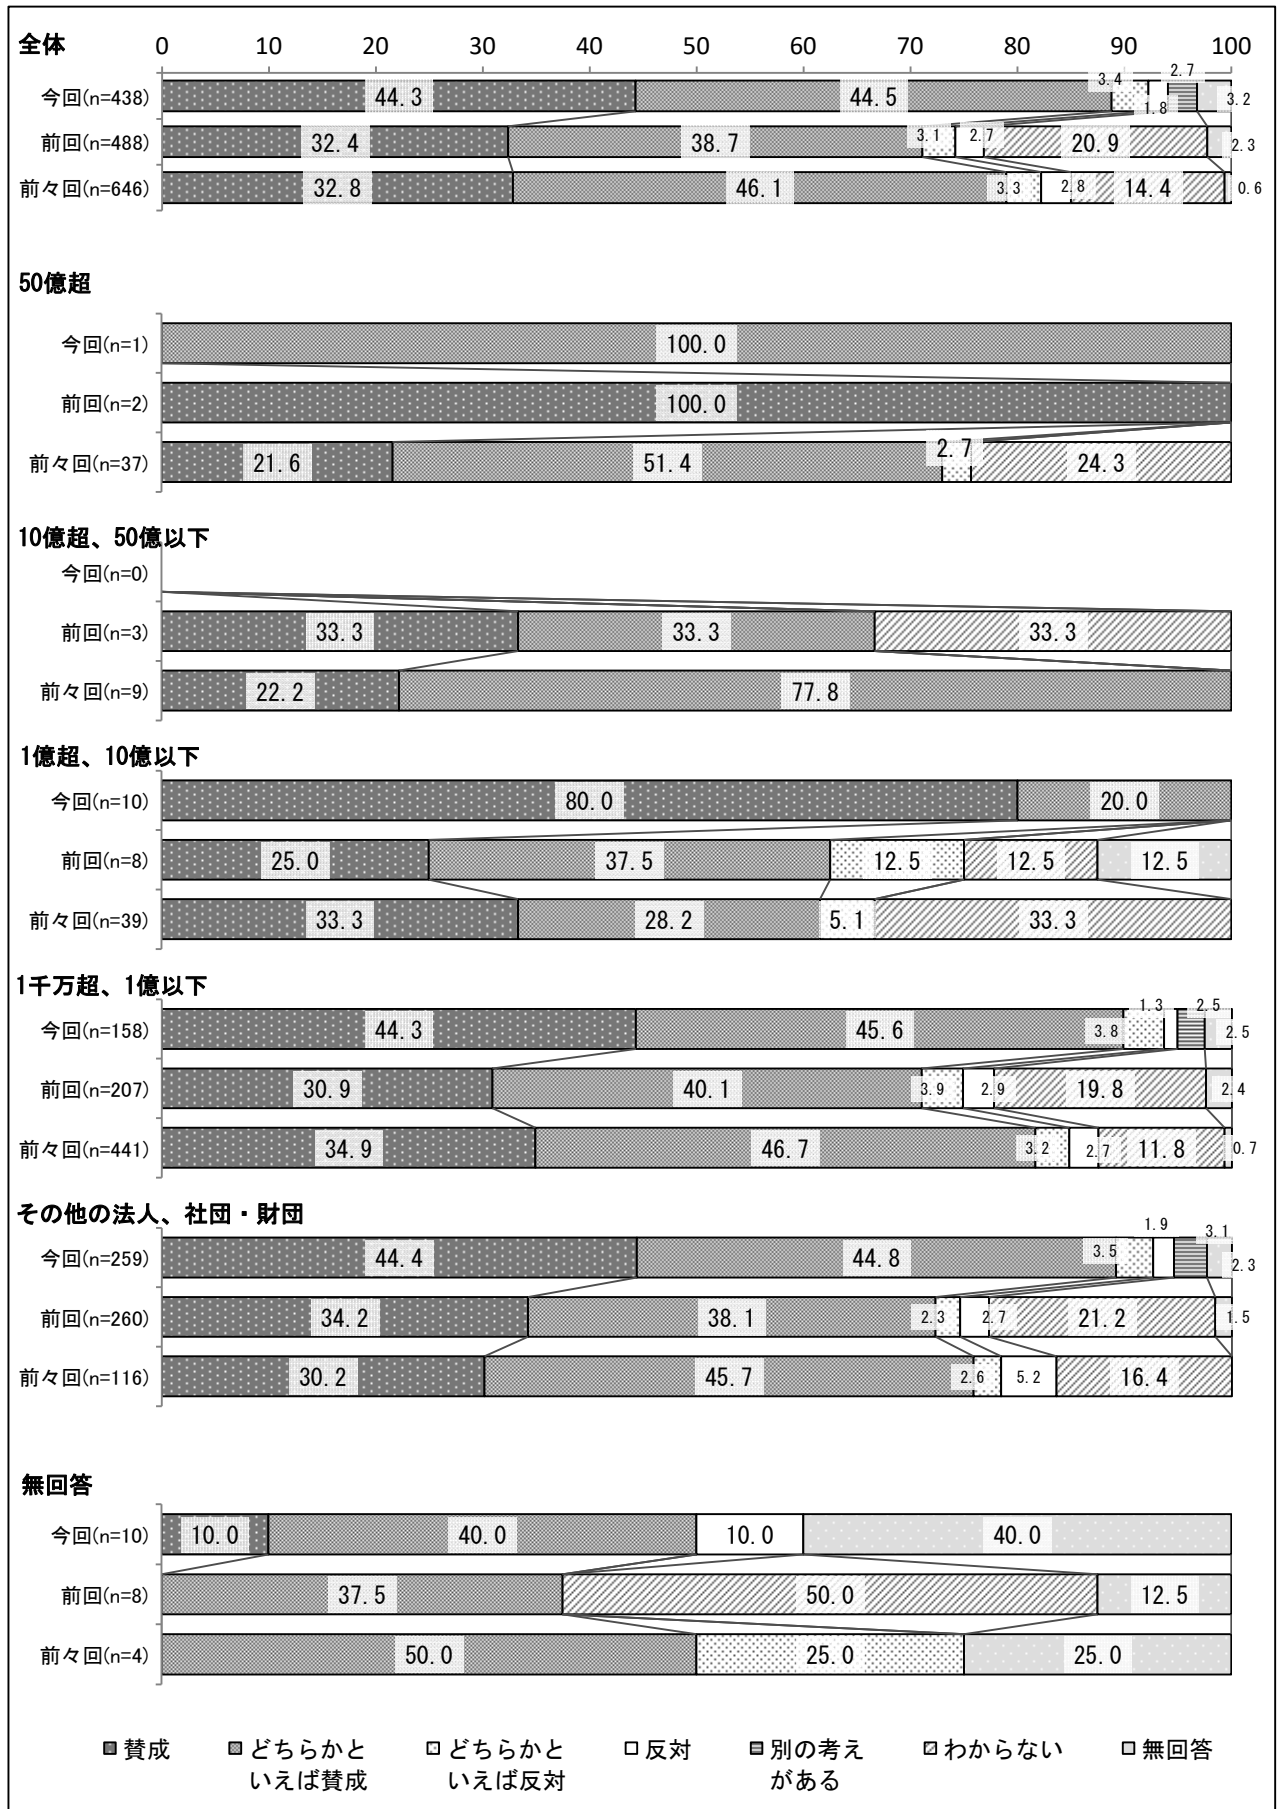 全体 0 10 20 30 40 50 60 70 80 90 100
今回(n=438) 44.3 44.5 3.4 1.8 2.7 3.2
前回(n=488) 32.4 38.7 3.1 2.7 20.9 2.3
前々回(n=646) 32.8 46.1 3.3 2.8 14.4 0.6
50億超
今回(n=1) 100.0
前回(n=2) 100.0
前々回(n=37) 21.6 51.4 2.7 24.3
10億超、50億以下
今回(n=0)
前回(n=3) 33.3 33.3 33.3
前々回(n=9) 22.2 77.8
1億超、10億以下
今回(n=10) 80.0 20.0
前回(n=8) 25.0 37.5 12.5 12.5 12.5
前々回(n=39) 33.3 28.2 5.1 33.3
1千万超、1億以下
今回(n=158) 44.3 45.6 3.8 1.3 2.5 2.5
前回(n=207) 30.9 40.1 3.9 2.9 19.8 2.4
前々回(n=441) 34.9 46.7 3.2 2.7 11.8 0.7
その他の法人、社団・財団
今回(n=259) 44.4 44.8 3.5 1.9 3.1 2.3
前回(n=260) 34.2 38.1 2.3 2.7 21.2 1.5
前々回(n=116) 30.2 45.7 2.6 5.2 16.4
無回答
今回(n=10) 10.0 40.0 10.0 40.0
前回(n=8) 37.5 50.0 12.5
前々回(n=4) 50.0 25.0 25.0
賛成 どちらかと どちらかと 反対 別の考え わからない 無回答
いえば賛成 いえば反対 がある